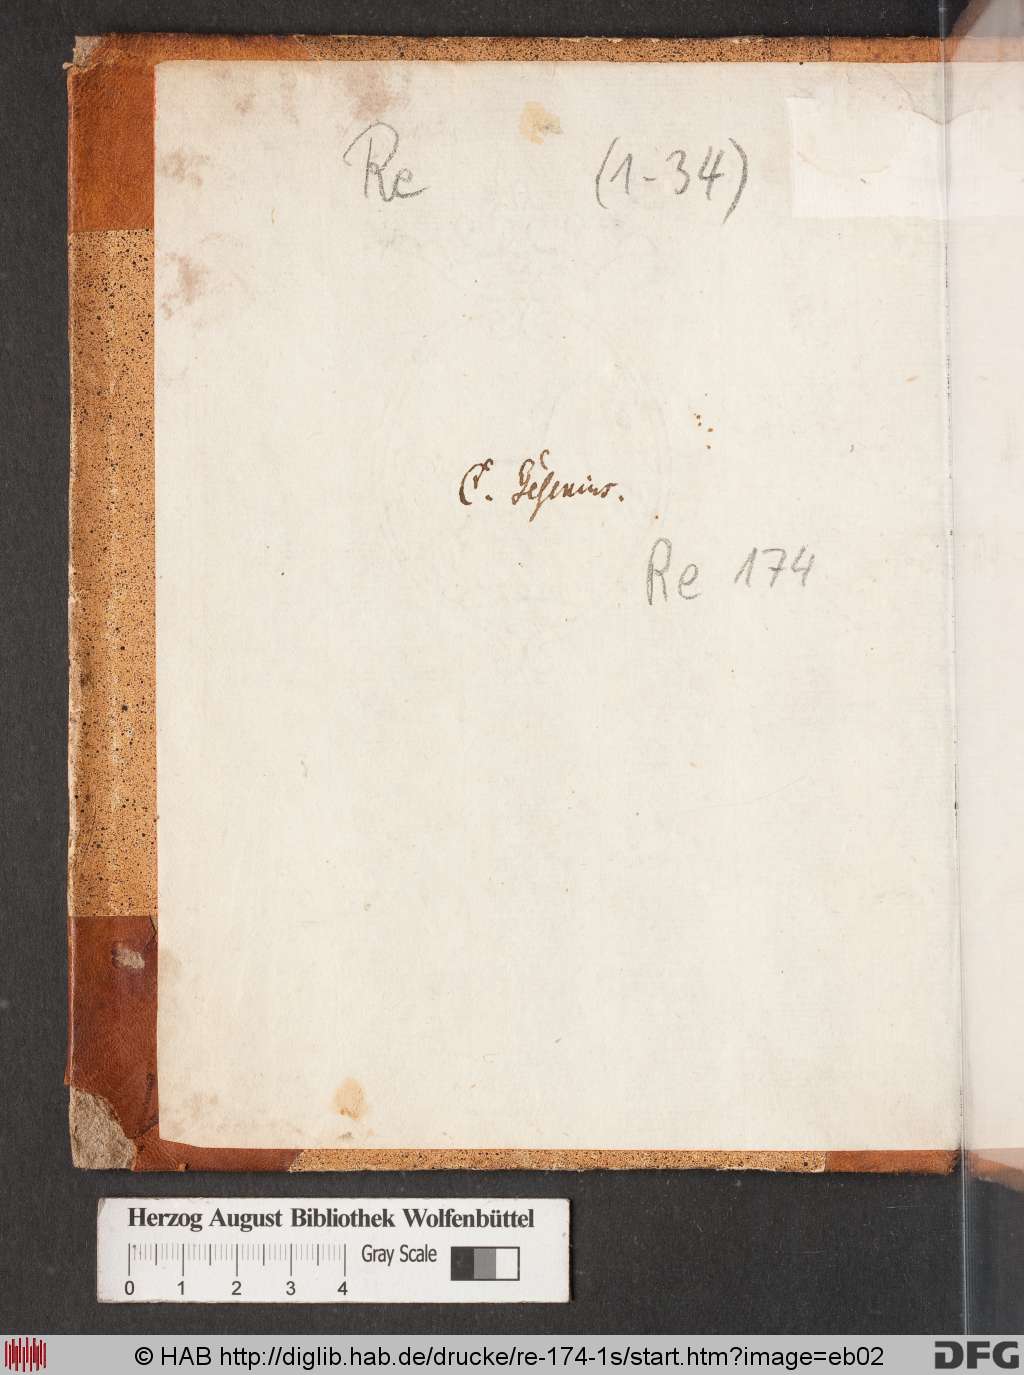 Re (1-34)
C. Gesenius.
Re 174
Herzog August Bibliothek Wolfenbüttel
Gray Scale
0 1 2 3 4
© HAB http://diglib.hab.de/drucke/re-174-1s/start.htm?image=eb02
DFG